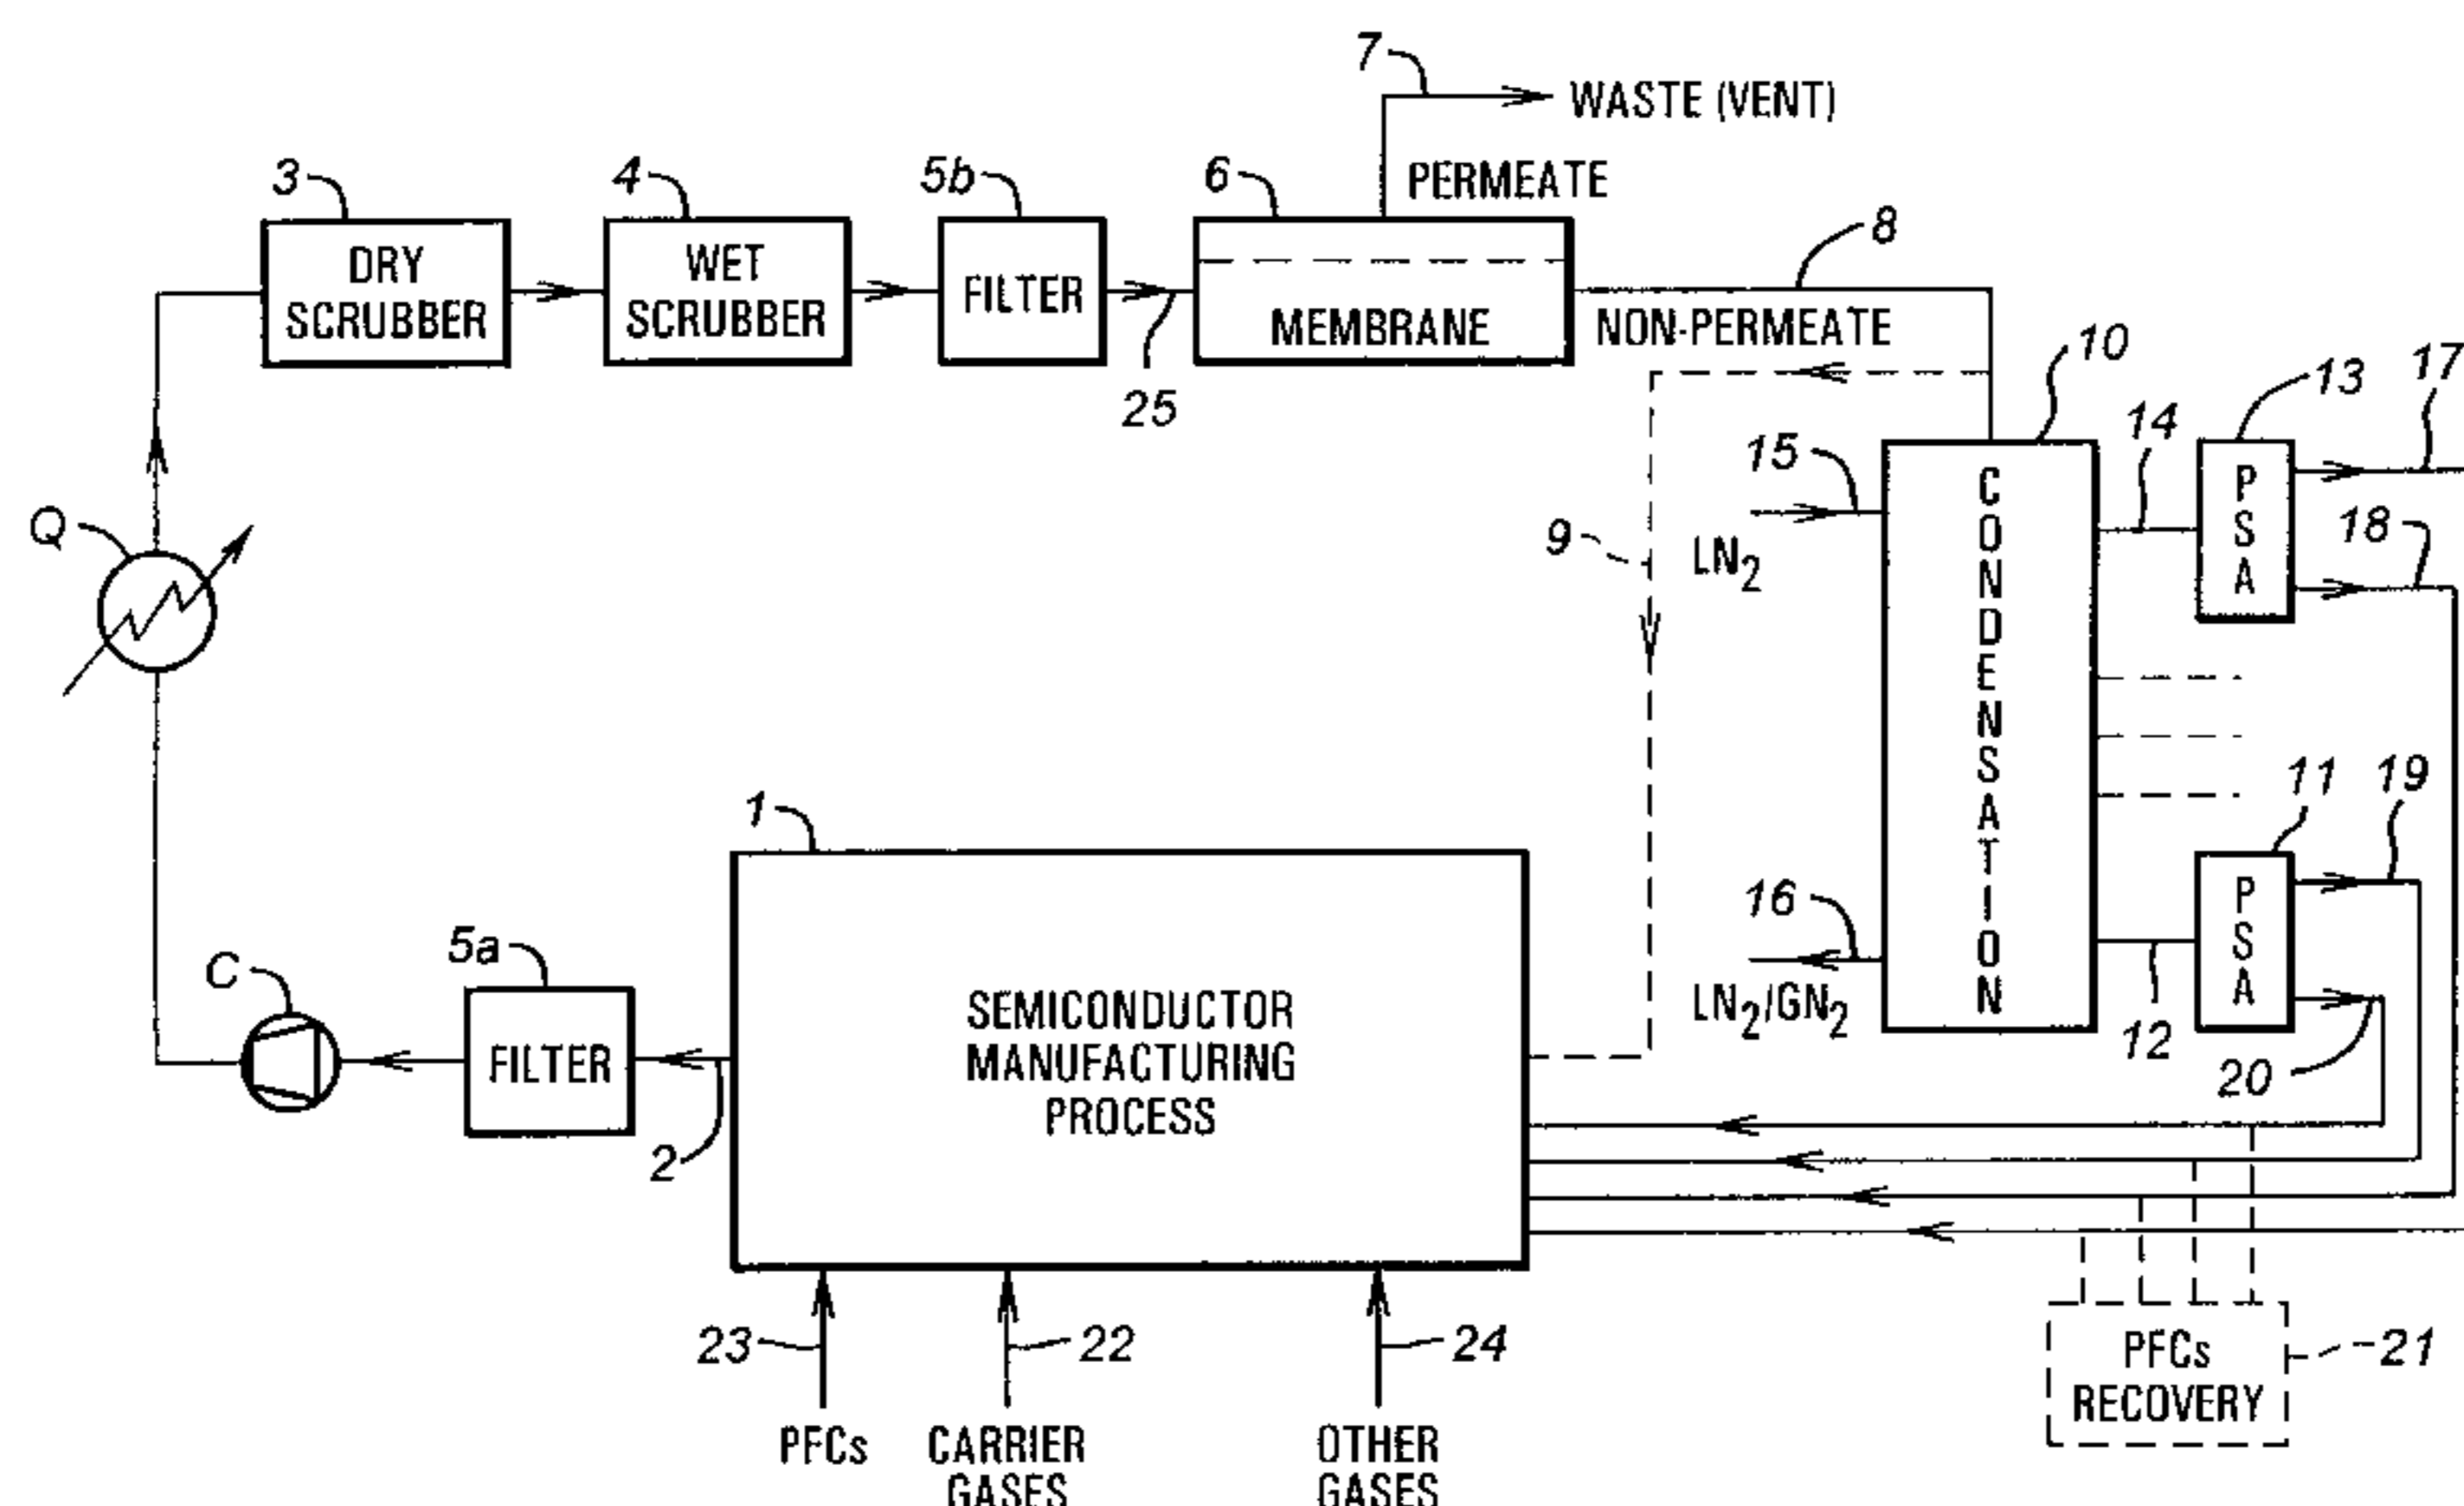 7
WASTE (VENT)
3
4
5b
6
PERMEATE
8
DRY
SCRUBBER
WET
SCRUBBER
FILTER
MEMBRANE
NON-PERMEATE
25
10
13
17
14
15
18
Q
9
LN2
CONDENSATION
PSA
1
11
19
16
LN2/GN2
PSA
C
5a
FILTER
2
SEMICONDUCTOR
MANUFACTURING
PROCESS
12
20
23
22
24
PFCs
CARRIER
GASES
OTHER
GASES
PFCs
RECOVERY
21